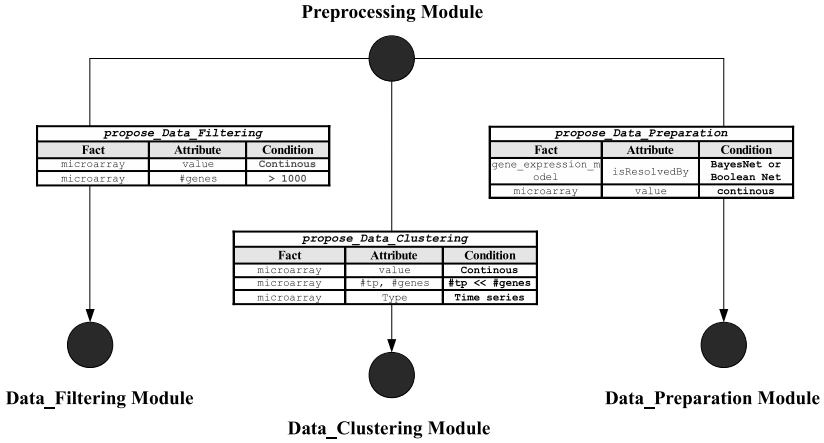 Preprocessing Module
propose_Data_Filtering
Fact Attribute Condition
microarray value Continous
microarray #genes > 1000
propose_Data_Preparation
Fact Attribute Condition
gene_expression_m
odel isResolvedBy BayesNet or
Boolean Net
microarray value continous
propose_Data_Clustering
Fact Attribute Condition
microarray value Continous
microarray #tp, #genes #tp << #genes
microarray Type Time series
Data_Filtering Module
Data_Clustering Module
Data_Preparation Module